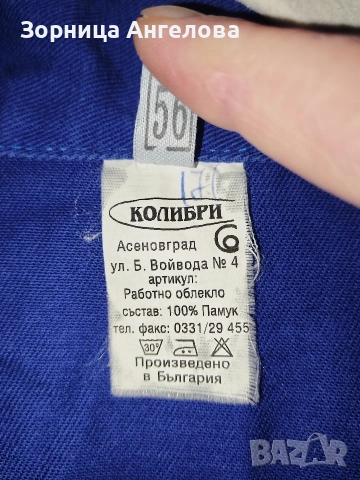 Зорница Ангелова
56
170
КОЛИБРИ
Асеновград 6
ул. Б. Войвода № 4
артикул:
Работно облекло
състав: 100% Памук
тел. факс: 0331/29 455
30°
Произведено
в България
BAZAR